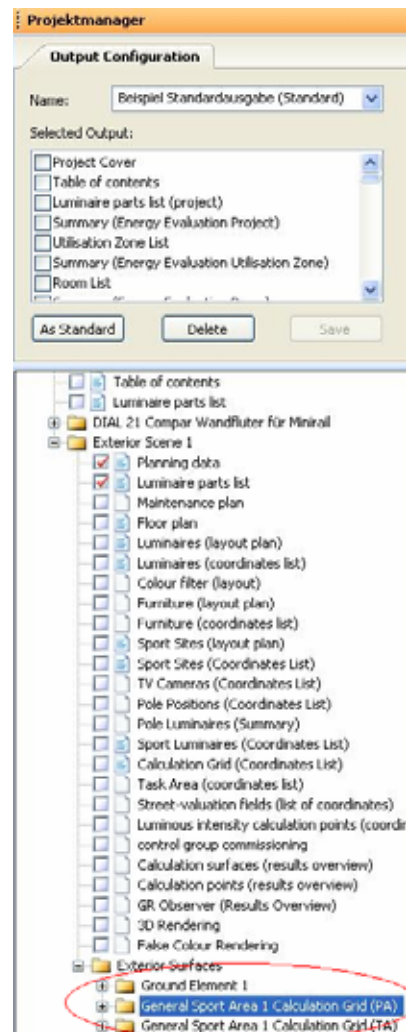 Projektmanager
Output Configuration
Name: Beispiel Standardausgabe (Standard)
Selected Output:
Project Cover
Table of contents
Luminaire parts list (project)
Summary (Energy Evaluation Project)
Utilisation Zone List
Summary (Energy Evaluation Utilisation Zone)
Room List
As Standard Delete Save
Table of contents
Luminaire parts list
DIAL 21 Compar Wandfluter für Minirail
Exterior Scene 1
Planning data
Luminaire parts list
Maintenance plan
Floor plan
Luminaires (layout plan)
Luminaires (coordinates list)
Colour filter (layout)
Furniture (layout plan)
Furniture (coordinates list)
Sport Sites (layout plan)
Sport Sites (Coordinates List)
TV Cameras (Coordinates List)
Pole Positions (Coordinates List)
Pole Luminaires (Summary)
Sport Luminaires (Coordinates List)
Calculation Grid (Coordinates List)
Task Area (coordinates list)
Street-valuation fields (list of coordinates)
Luminous intensity calculation points (coordin
control group commissioning
Calculation surfaces (results overview)
Calculation points (results overview)
GR Observer (Results Overview)
3D Rendering
False Colour Rendering
Exterior Surfaces
Ground Element 1
General Sport Area 1 Calculation Grid (PA)
General Sport Area 1 Calculation Grid (TA)